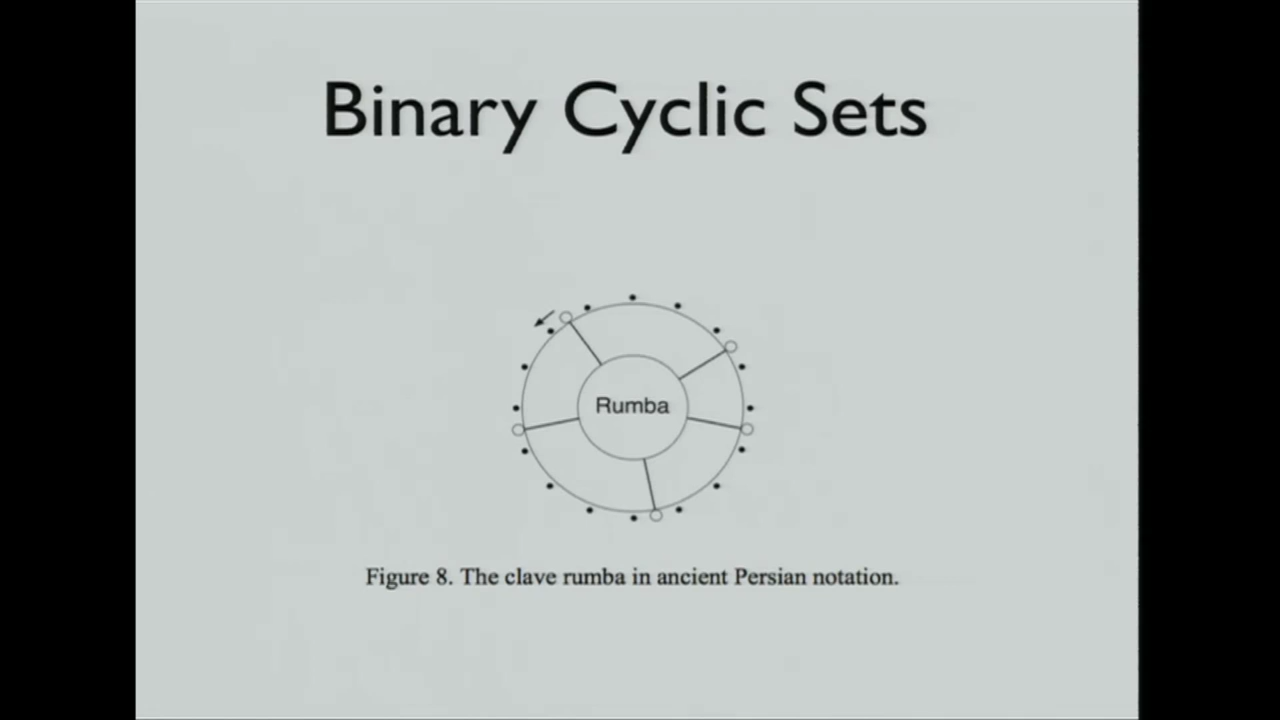 Binary Cyclic Sets
Rumba
Figure 8. The clave rumba in ancient Persian notation.